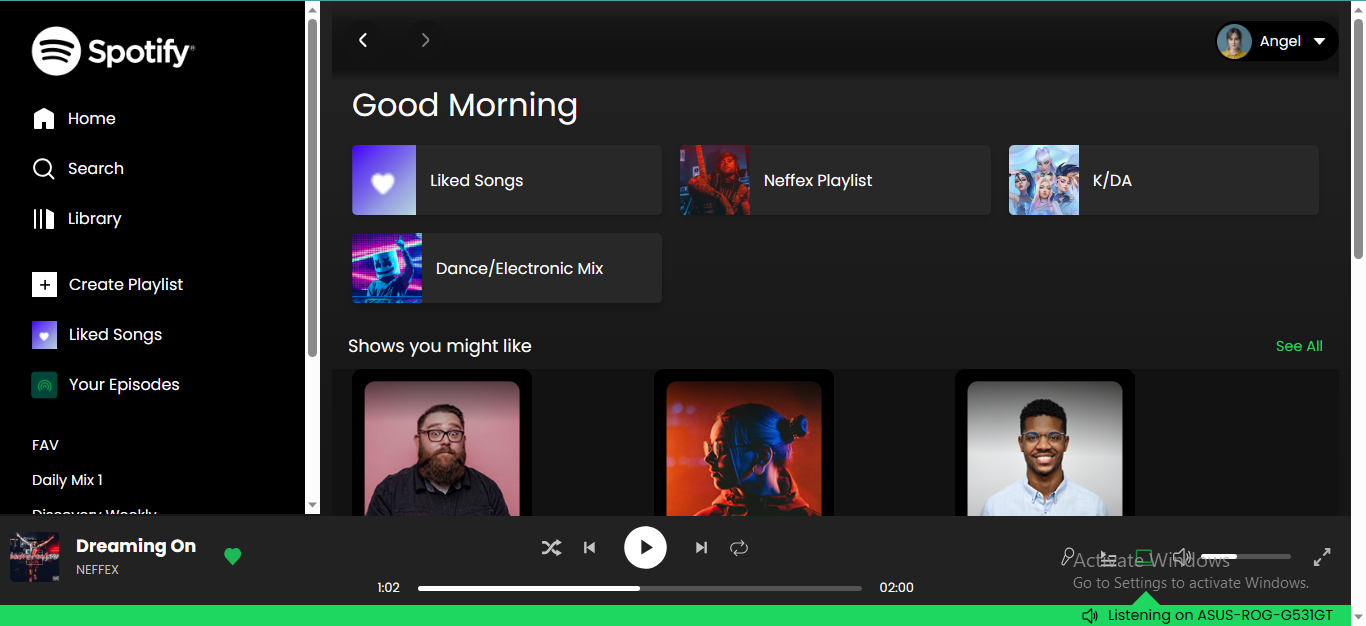 Spotify®
Home
Search
Library
Create Playlist
Liked Songs
Your Episodes
FAV
Daily Mix 1
Discovery Weekly
Angel
Good Morning
Liked Songs
Neffex Playlist
K/DA
Dance/Electronic Mix
Shows you might like
See All
Dreaming On
NEFFEX
1:02
02:00
Activate Windows
Go to Settings to activate Windows.
Listening on ASUS-ROG-G531GT